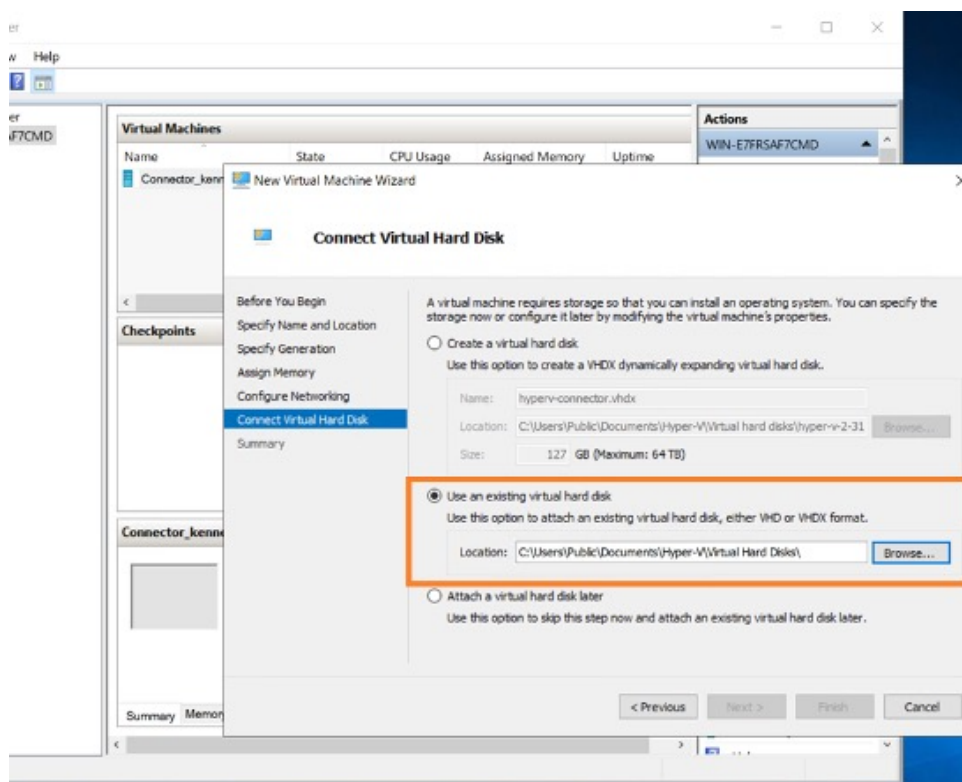 er
w Help
er
F7CMD
Virtual Machines
Name State CPU Usage Assigned Memory Uptime
Connector_kenn
Actions
WIN-E7FRSAF7CMD
New Virtual Machine Wizard
Connect Virtual Hard Disk
Before You Begin
Specify Name and Location
Specify Generation
Assign Memory
Configure Networking
Connect Virtual Hard Disk
Summary
A virtual machine requires storage so that you can install an operating system. You can specify the
storage now or configure it later by modifying the virtual machine's properties.
Create a virtual hard disk
Use this option to create a VHDX dynamically expanding virtual hard disk.
Name: hyperv-connector.vhdx
Location: C:\Users\Public\Documents\Hyper-V\Virtual hard disks\hyper-v-2-31 Browse...
Size: 127 GB (Maximum: 64 TB)
Use an existing virtual hard disk
Use this option to attach an existing virtual hard disk, either VHD or VHDX format.
Location: C:\Users\Public\Documents\Hyper-V\Virtual Hard Disks\ Browse...
Attach a virtual hard disk later
Use this option to skip this step now and attach an existing virtual hard disk later.
< Previous Next > Finish Cancel
Checkpoints
Connector_kenne
Summary Memor